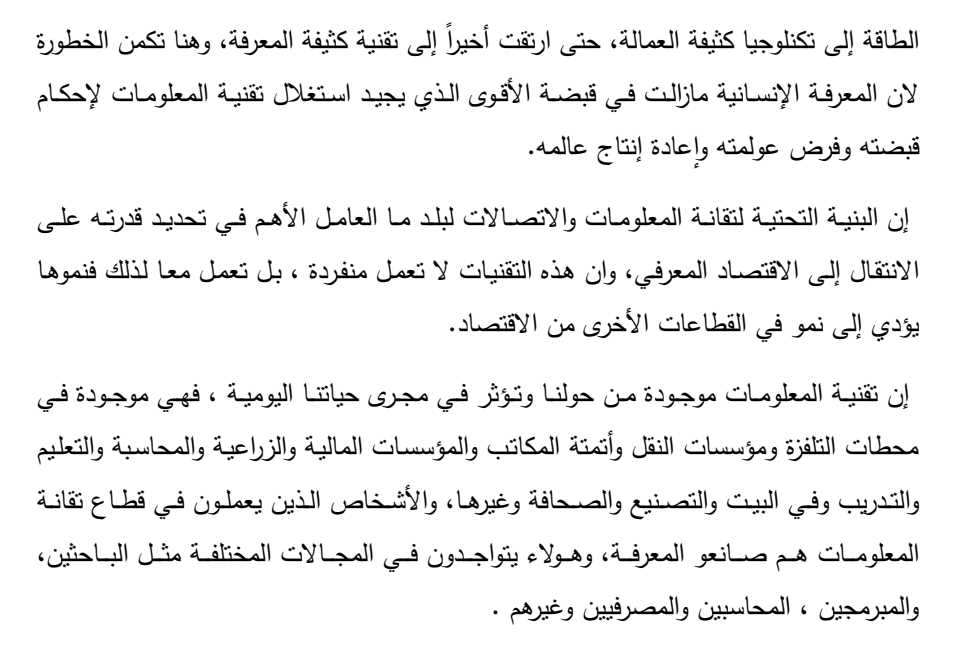 الطاقة إلى تكنلوجيا كثيفة العمالة، حتى ارتقت أخيراً إلى تقنية كثيفة المعرفة، وهنا تكمن الخطورة
لان المعرفة الإنسانية مازالت في قبضة الأقوى الذي يجيد استغلال تقنية المعلومات لإحكام
قبضته وفرض عولمته وإعادة إنتاج عالمه.
إن البنية التحتية لتقانة المعلومات والاتصالات لبلد ما العامل الأهم في تحديد قدرته على
الانتقال إلى الاقتصاد المعرفي، وان هذه التقنيات لا تعمل منفردة ، بل تعمل معا لذلك فنموها
يؤدي إلى نمو في القطاعات الأخرى من الاقتصاد.
إن تقنية المعلومات موجودة من حولنا وتؤثر في مجرى حياتنا اليومية ، فهي موجودة في
محطات التلفزة ومؤسسات النقل وأتمتة المكاتب والمؤسسات المالية والزراعية والمحاسبة والتعليم
والتدريب وفي البيت والتصنيع والصحافة وغيرها، والأشخاص الذين يعملون في قطاع تقانة
المعلومات هم صانعو المعرفة، وهولاء يتواجدون في المجالات المختلفة مثل الباحثين،
والمبرمجين ، المحاسبين والمصرفيين وغيرهم .